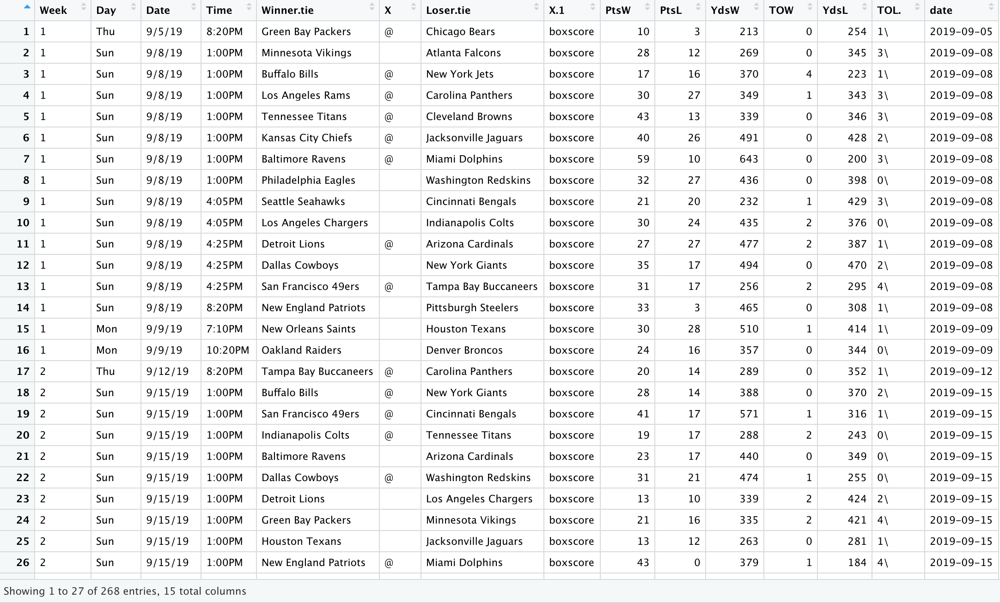 Week Day Date Time Winner.tie X Loser.tie X.1 PtsW PtsL YdsW TOW YdsL TOL. date
1 1 Thu 9/5/19 8:20PM Green Bay Packers @ Chicago Bears boxscore 10 3 213 0 254 1\ 2019-09-05
2 1 Sun 9/8/19 1:00PM Minnesota Vikings Atlanta Falcons boxscore 28 12 269 0 345 3\ 2019-09-08
3 1 Sun 9/8/19 1:00PM Buffalo Bills @ New York Jets boxscore 17 16 370 4 223 1\ 2019-09-08
4 1 Sun 9/8/19 1:00PM Los Angeles Rams @ Carolina Panthers boxscore 30 27 349 1 343 3\ 2019-09-08
5 1 Sun 9/8/19 1:00PM Tennessee Titans @ Cleveland Browns boxscore 43 13 339 0 346 3\ 2019-09-08
6 1 Sun 9/8/19 1:00PM Kansas City Chiefs @ Jacksonville Jaguars boxscore 40 26 491 0 428 2\ 2019-09-08
7 1 Sun 9/8/19 1:00PM Baltimore Ravens @ Miami Dolphins boxscore 59 10 643 0 200 3\ 2019-09-08
8 1 Sun 9/8/19 1:00PM Philadelphia Eagles Washington Redskins boxscore 32 27 436 0 398 0\ 2019-09-08
9 1 Sun 9/8/19 4:05PM Seattle Seahawks Cincinnati Bengals boxscore 21 20 232 1 429 3\ 2019-09-08
10 1 Sun 9/8/19 4:05PM Los Angeles Chargers Indianapolis Colts boxscore 30 24 435 2 376 0\ 2019-09-08
11 1 Sun 9/8/19 4:25PM Detroit Lions @ Arizona Cardinals boxscore 27 27 477 2 387 1\ 2019-09-08
12 1 Sun 9/8/19 4:25PM Dallas Cowboys New York Giants boxscore 35 17 494 0 470 2\ 2019-09-08
13 1 Sun 9/8/19 4:25PM San Francisco 49ers @ Tampa Bay Buccaneers boxscore 31 17 256 2 295 4\ 2019-09-08
14 1 Sun 9/8/19 8:20PM New England Patriots Pittsburgh Steelers boxscore 33 3 465 0 308 1\ 2019-09-08
15 1 Mon 9/9/19 7:10PM New Orleans Saints Houston Texans boxscore 30 28 510 1 414 1\ 2019-09-09
16 1 Mon 9/9/19 10:20PM Oakland Raiders Denver Broncos boxscore 24 16 357 0 344 0\ 2019-09-09
17 2 Thu 9/12/19 8:20PM Tampa Bay Buccaneers @ Carolina Panthers boxscore 20 14 289 0 352 1\ 2019-09-12
18 2 Sun 9/15/19 1:00PM Buffalo Bills @ New York Giants boxscore 28 14 388 0 370 2\ 2019-09-15
19 2 Sun 9/15/19 1:00PM San Francisco 49ers @ Cincinnati Bengals boxscore 41 17 571 1 316 1\ 2019-09-15
20 2 Sun 9/15/19 1:00PM Indianapolis Colts @ Tennessee Titans boxscore 19 17 288 2 243 0\ 2019-09-15
21 2 Sun 9/15/19 1:00PM Baltimore Ravens Arizona Cardinals boxscore 23 17 440 0 349 0\ 2019-09-15
22 2 Sun 9/15/19 1:00PM Dallas Cowboys @ Washington Redskins boxscore 31 21 474 1 255 0\ 2019-09-15
23 2 Sun 9/15/19 1:00PM Detroit Lions Los Angeles Chargers boxscore 13 10 339 2 424 2\ 2019-09-15
24 2 Sun 9/15/19 1:00PM Green Bay Packers Minnesota Vikings boxscore 21 16 335 2 421 4\ 2019-09-15
25 2 Sun 9/15/19 1:00PM Houston Texans Jacksonville Jaguars boxscore 13 12 263 0 281 1\ 2019-09-15
26 2 Sun 9/15/19 1:00PM New England Patriots @ Miami Dolphins boxscore 43 0 379 1 184 4\ 2019-09-15
Showing 1 to 27 of 268 entries, 15 total columns